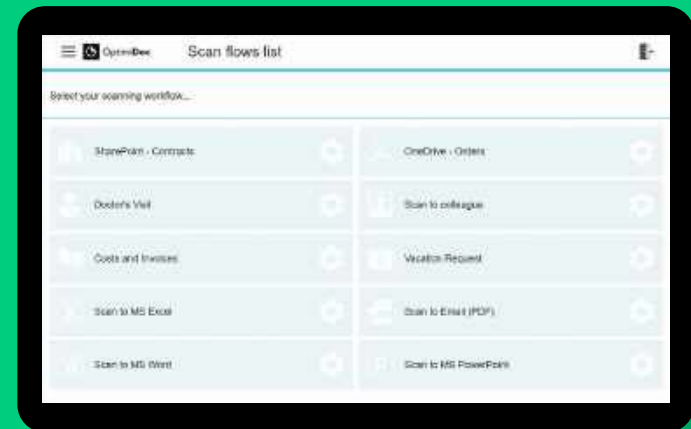 OptimiDoc Scan flows list
Select your scanning workflow...
SharePoint - Contracts
OneDrive - Orders
Doctor's Visit
Scan to colleague
Costs and Invoices
Vacation Request
Scan to MS Excel
Scan to Email (PDF)
Scan to MS Word
Scan to MS PowerPoint